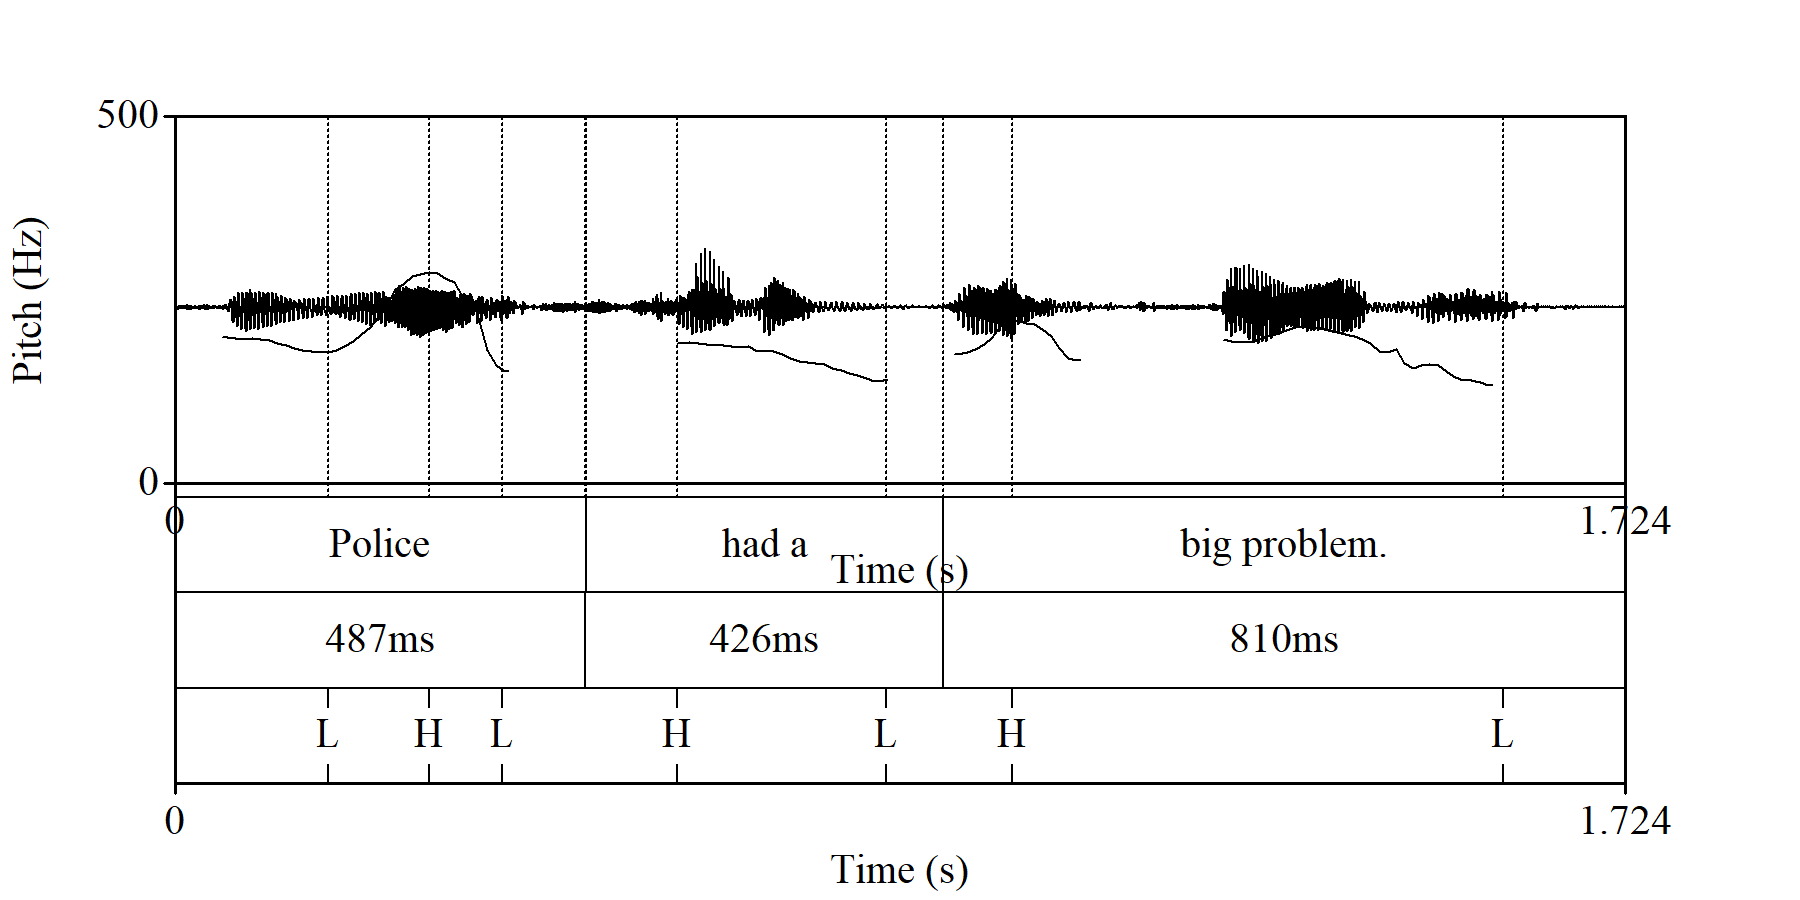 500
Pitch (Hz)
0
0 1.724
Police had a big problem.
Time (s)
487ms 426ms 810ms
L H L H L H L
0 1.724
Time (s)